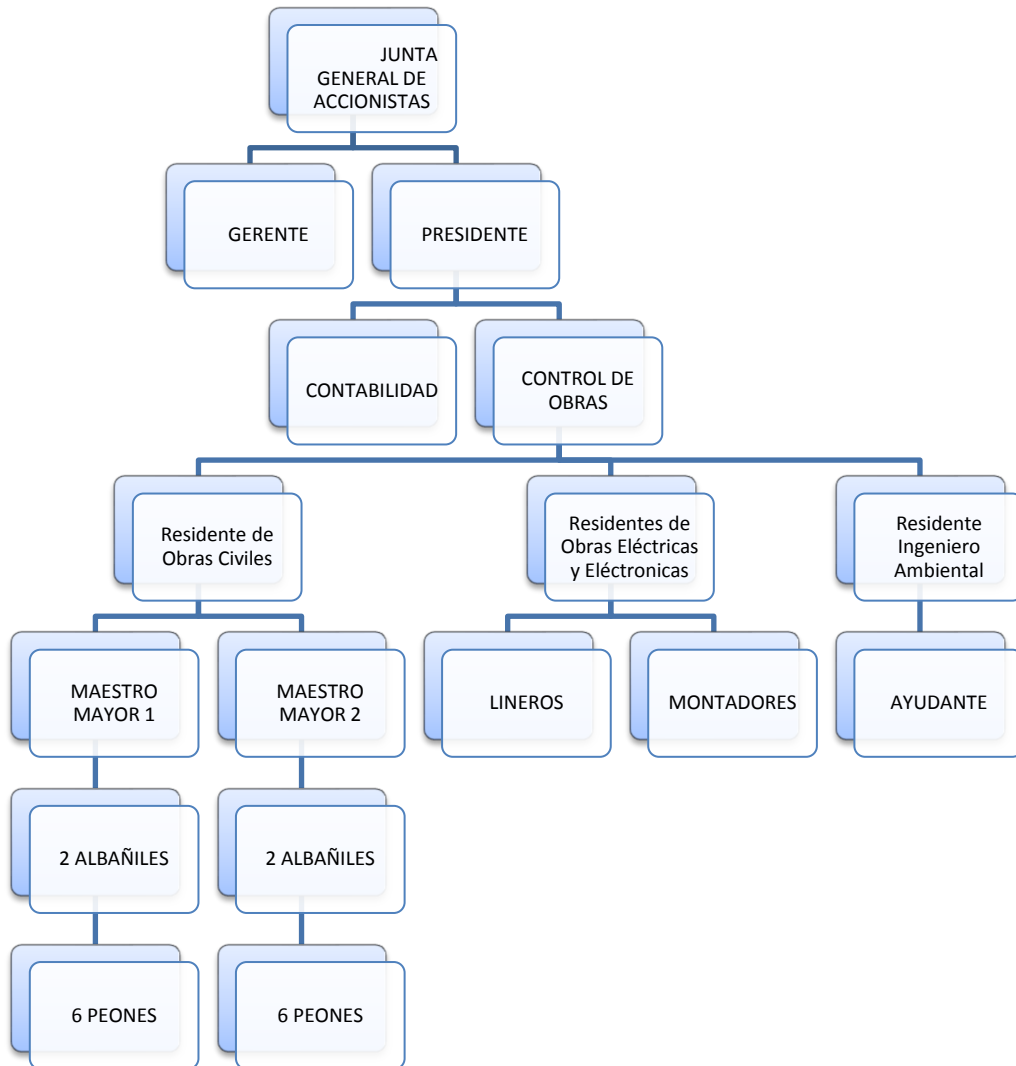 JUNTA
GENERAL DE
ACCIONISTAS
GERENTE
PRESIDENTE
CONTABILIDAD
CONTROL DE
OBRAS
Residente de
Obras Civiles
Residentes de
Obras Eléctricas
y Eléctronicas
Residente
Ingeniero
Ambiental
MAESTRO
MAYOR 1
MAESTRO
MAYOR 2
LINEROS
MONTADORES
AYUDANTE
2 ALBAÑILES
2 ALBAÑILES
6 PEONES
6 PEONES